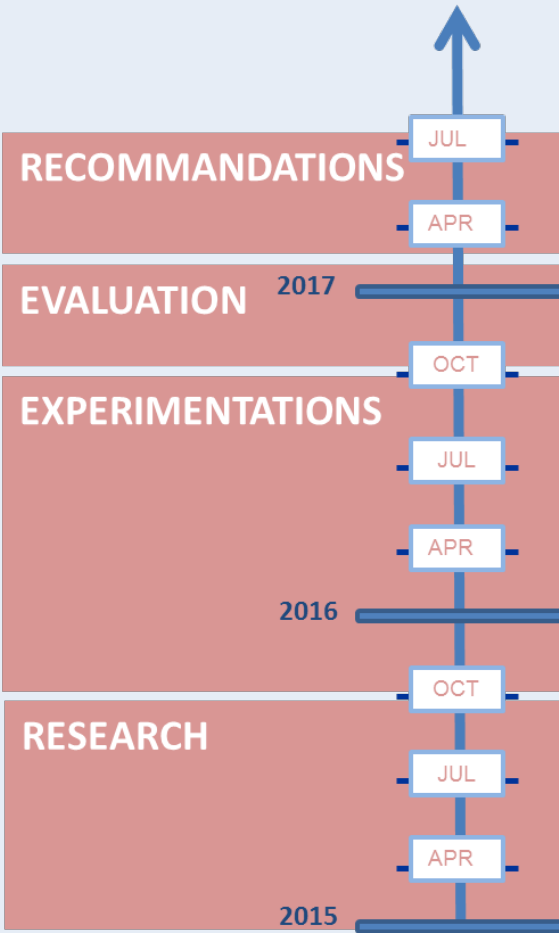 JUL
RECOMMANDATIONS
APR
EVALUATION
2017
OCT
EXPERIMENTATIONS
JUL
APR
2016
OCT
RESEARCH
JUL
APR
2015